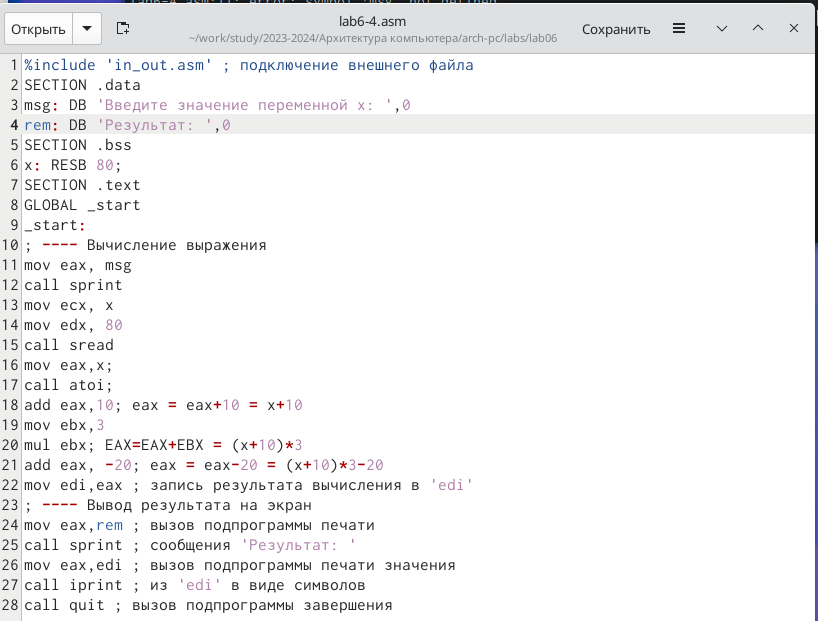 lab6-4.asm
Открыть
~/work/study/2023-2024/Архитектура компьютера/arch-pc/labs/lab06
Сохранить
1 %include 'in_out.asm' ; подключение внешнего файла
2 SECTION .data
3 msg: DB 'Введите значение переменной x: ',0
4 rem: DB 'Результат: ',0
5 SECTION .bss
6 x: RESB 80;
7 SECTION .text
8 GLOBAL _start
9 _start:
10 ; ---- Вычисление выражения
11 mov eax, msg
12 call sprint
13 mov ecx, x
14 mov edx, 80
15 call sread
16 mov eax,x;
17 call atoi;
18 add eax,10; eax = eax+10 = x+10
19 mov ebx,3
20 mul ebx; EAX=EAX+EBX = (x+10)*3
21 add eax, -20; eax = eax-20 = (x+10)*3-20
22 mov edi,eax ; запись результата вычисления в 'edi'
23 ; ---- Вывод результата на экран
24 mov eax,rem ; вызов подпрограммы печати
25 call sprint ; сообщения 'Результат: '
26 mov eax,edi ; вызов подпрограммы печати значения
27 call iprint ; из 'edi' в виде символов
28 call quit ; вызов подпрограммы завершения